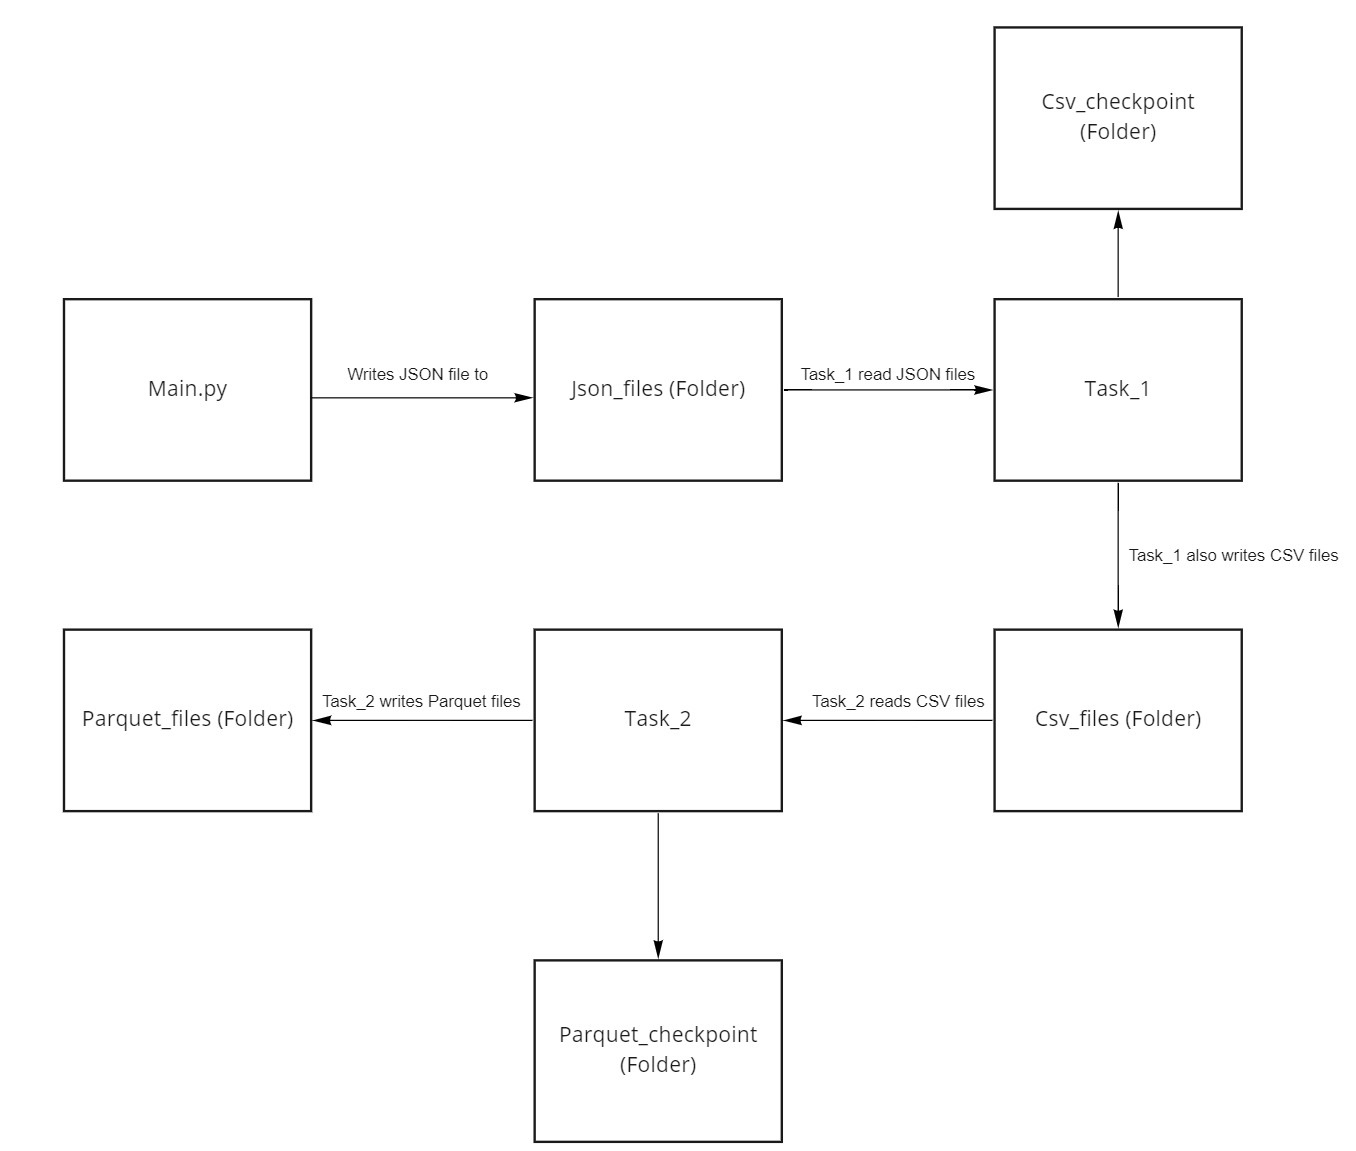 Csv_checkpoint
(Folder)
Main.py
Writes JSON file to
Json_files (Folder)
Task_1 read JSON files
Task_1
Task_1 also writes CSV files
Parquet_files (Folder)
Task_2 writes Parquet files
Task_2
Task_2 reads CSV files
Csv_files (Folder)
Parquet_checkpoint
(Folder)